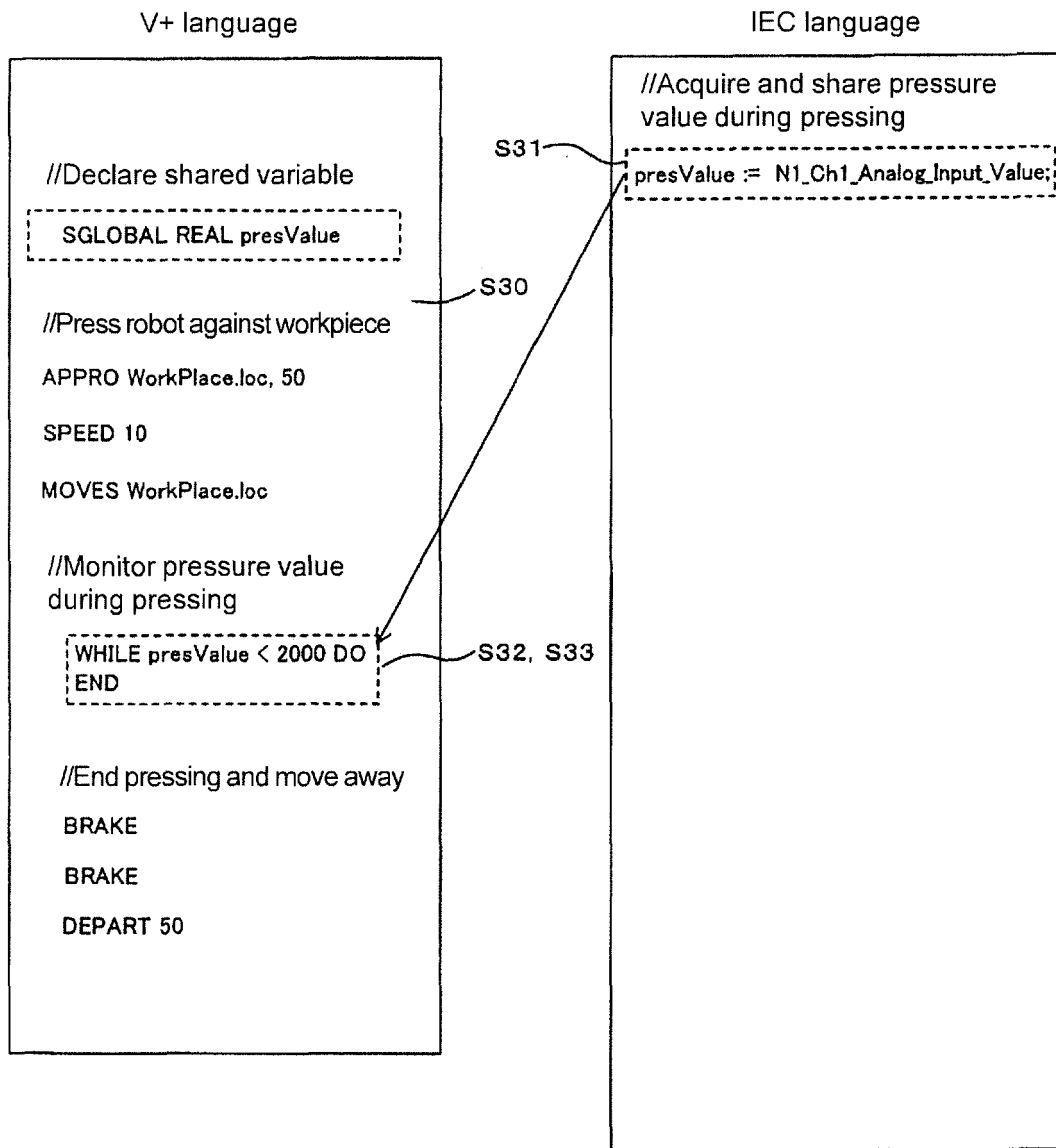 V+ language
//Declare shared variable
SGLOBAL REAL presValue
S30
//Press robot against workpiece
APPRO WorkPlace.loc, 50
SPEED 10
MOVES WorkPlace.loc
//Monitor pressure value
during pressing
WHILE presValue < 2000 DO
END
S32, S33
//End pressing and move away
BRAKE
BRAKE
DEPART 50
IEC language
//Acquire and share pressure
value during pressing
S31
presValue := N1_Ch1_Analog_Input_Value;